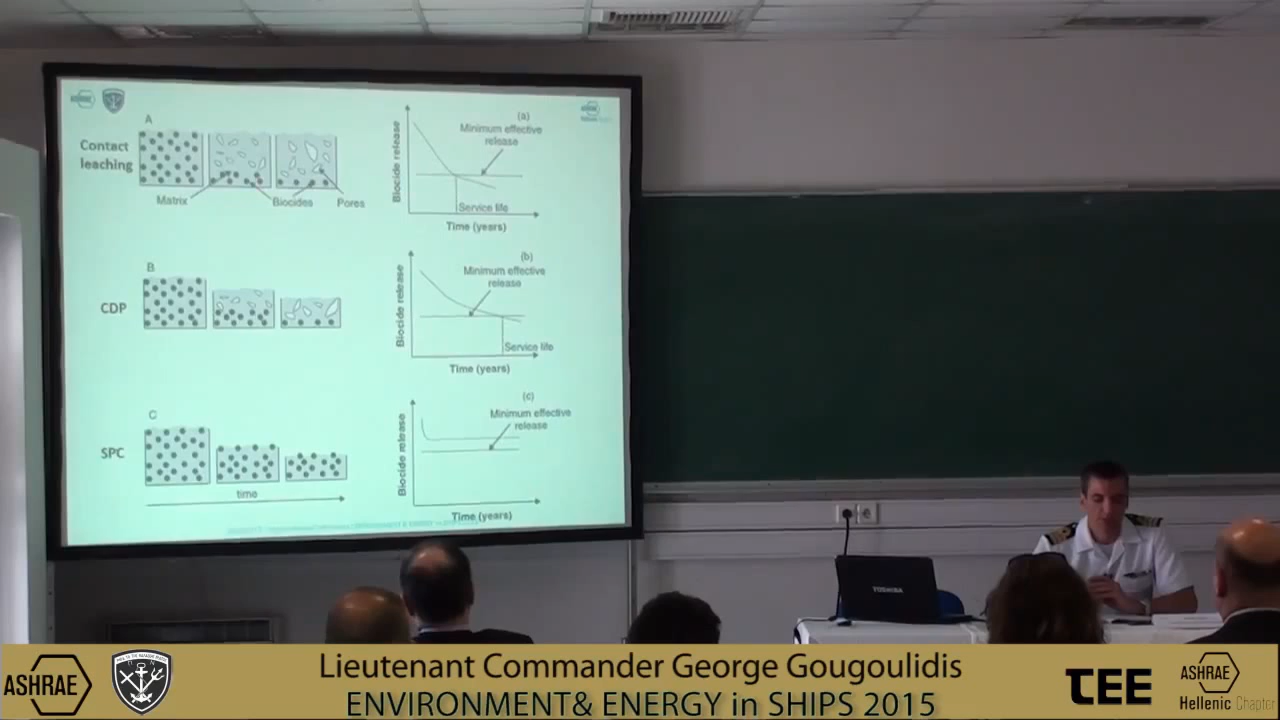 ASHRAE
ASHRAE
A
Contact
leaching
Matrix
Biocides
Pores
(a)
Minimum effective
release
Biocide release
Service life
Time (years)
B
CDP
(b)
Minimum effective
release
Biocide release
Service life
Time (years)
C
SPC
time
(c)
Minimum effective
release
Biocide release
Time (years)
TOSHIBA
ASHRAE
Lieutenant Commander George Gougoulidis
ENVIRONMENT& ENERGY in SHIPS 2015
TEE
ASHRAE
Hellenic Chapter